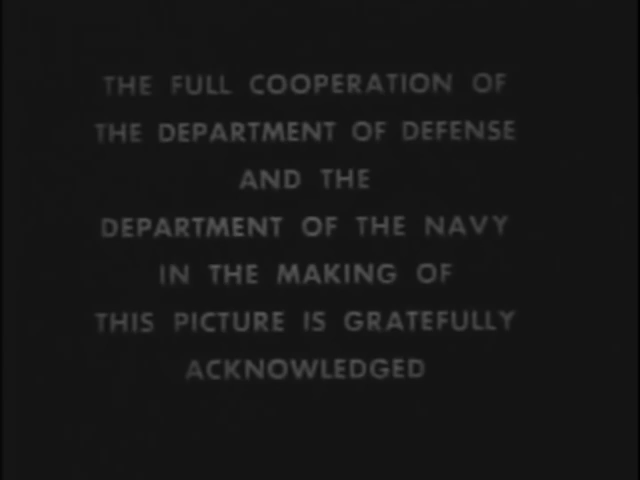 THE FULL COOPERATION OF
THE DEPARTMENT OF DEFENSE
AND THE
DEPARTMENT OF THE NAVY
IN THE MAKING OF
THIS PICTURE IS GRATEFULLY
ACKNOWLEDGED